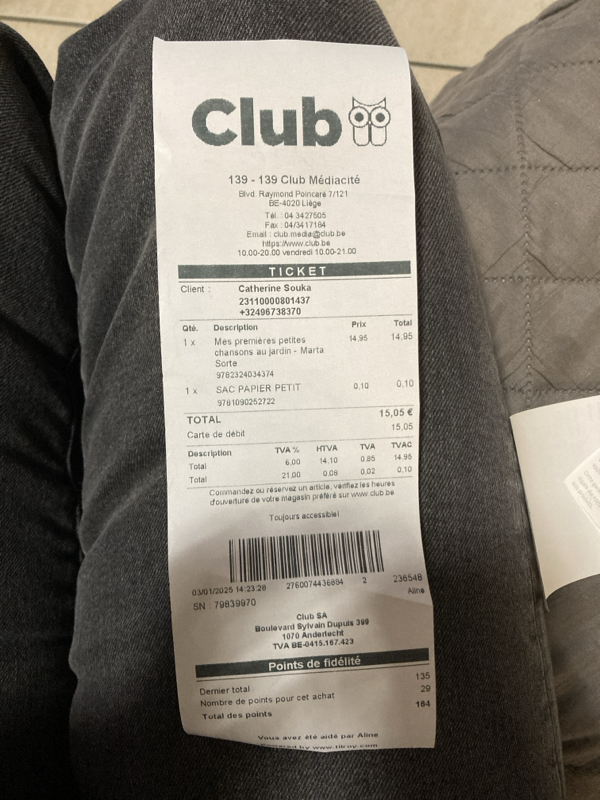 Club
139 - 139 Club Médiacité
Blvd. Raymond Poincaré 7/121
BE-4020 Liège
Tél. : 04 3427605
Fax : 04/3417184
Email : club.media@club.be
https://www.club.be
10.00-20.00 vendredi 10.00-21.00
TICKET
Client : Catherine Souka
23110000801437
+32496738370
Qté. Description Prix Total
1 x Mes premières petites 14,95 14,95
chansons au jardin - Marta
Sorte
9782324034374
1 x SAC PAPIER PETIT 0,10 0,10
9781090252722
TOTAL 15,05 €
Carte de débit 15,05
Description TVA % HTVA TVA TVAC
Total 6,00 14,10 0,85 14,95
Total 21,00 0,08 0,02 0,10
Commandez ou réservez un article, vérifiez les heures
d'ouverture de votre magasin préféré sur www.club.be
Toujours accessible!
03/01/2025 14:23:28 2760074436884 2 236548
Aline
SN : 79839970
Club SA
Boulevard Sylvain Dupuis 399
1070 Anderlecht
TVA BE-0415.167.423
Points de fidélité
Dernier total 135
Nombre de points pour cet achat 29
Total des points 164
Vous avez été aidé par Aline
Powered by www.tilroy.com